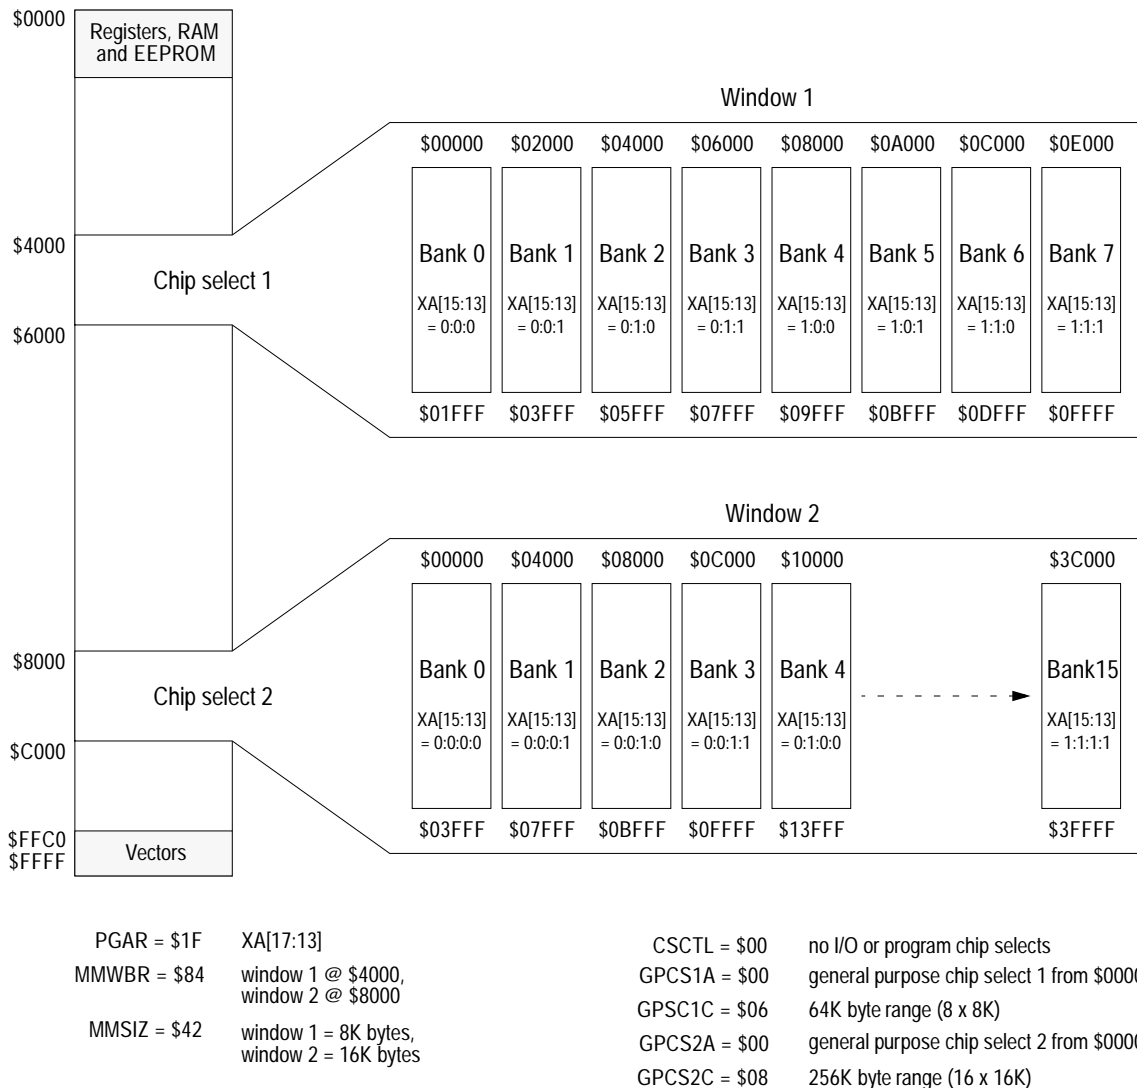 $0000
Registers, RAM
and EEPROM
$4000
Chip select 1
$6000
$8000
Chip select 2
$C000
$FFC0
$FFFF
Vectors
Window 1
$00000 $02000 $04000 $06000 $08000 $0A000 $0C000 $0E000
Bank 0 Bank 1 Bank 2 Bank 3 Bank 4 Bank 5 Bank 6 Bank 7
XA[15:13] XA[15:13] XA[15:13] XA[15:13] XA[15:13] XA[15:13] XA[15:13] XA[15:13]
= 0:0:0 = 0:0:1 = 0:1:0 = 0:1:1 = 1:0:0 = 1:0:1 = 1:1:0 = 1:1:1
$01FFF $03FFF $05FFF $07FFF $09FFF $0BFFF $0DFFF $0FFFF
Window 2
$00000 $04000 $08000 $0C000 $10000 $3C000
Bank 0 Bank 1 Bank 2 Bank 3 Bank 4 Bank15
XA[15:13] XA[15:13] XA[15:13] XA[15:13] XA[15:13] XA[15:13]
= 0:0:0:0 = 0:0:0:1 = 0:0:1:0 = 0:0:1:1 = 0:1:0:0 = 1:1:1:1
$03FFF $07FFF $0BFFF $0FFFF $13FFF $3FFFF
PGAR = $1F XA[17:13]
MMWBR = $84 window 1 @ $4000,
window 2 @ $8000
MMSIZ = $42 window 1 = 8K bytes,
window 2 = 16K bytes
CSCTL = $00 no I/O or program chip selects
GPCS1A = $00 general purpose chip select 1 from $0000
GPSC1C = $06 64K byte range (8 x 8K)
GPCS2A = $00 general purpose chip select 2 from $0000
GPCS2C = $08 256K byte range (16 x 16K)